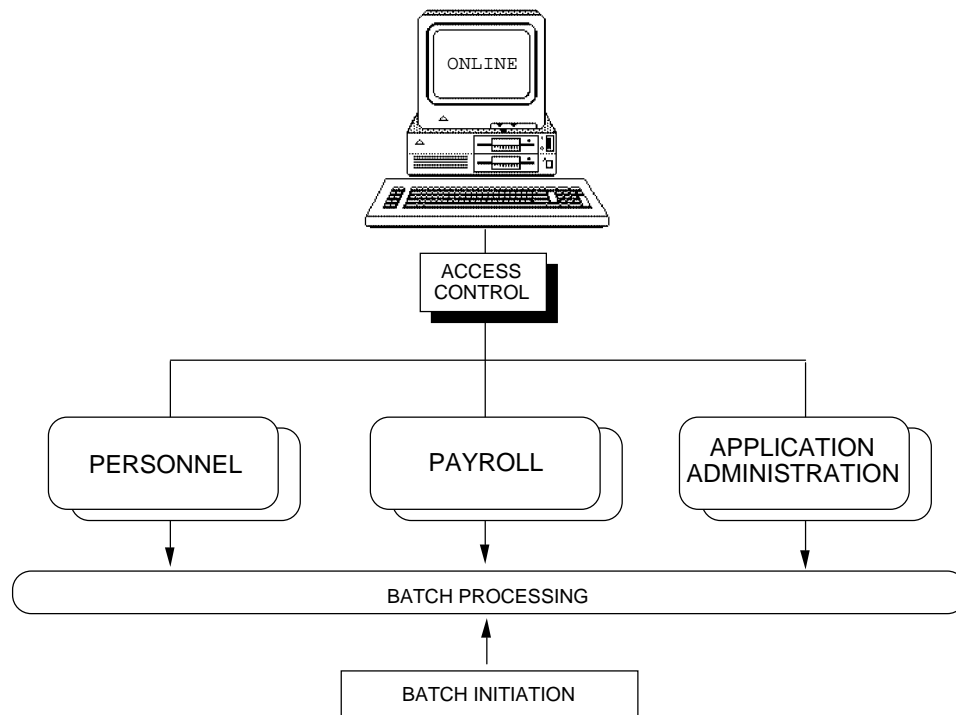 ONLINE
ACCESS
CONTROL
PERSONNEL
PAYROLL
APPLICATION
ADMINISTRATION
BATCH PROCESSING
BATCH INITIATION